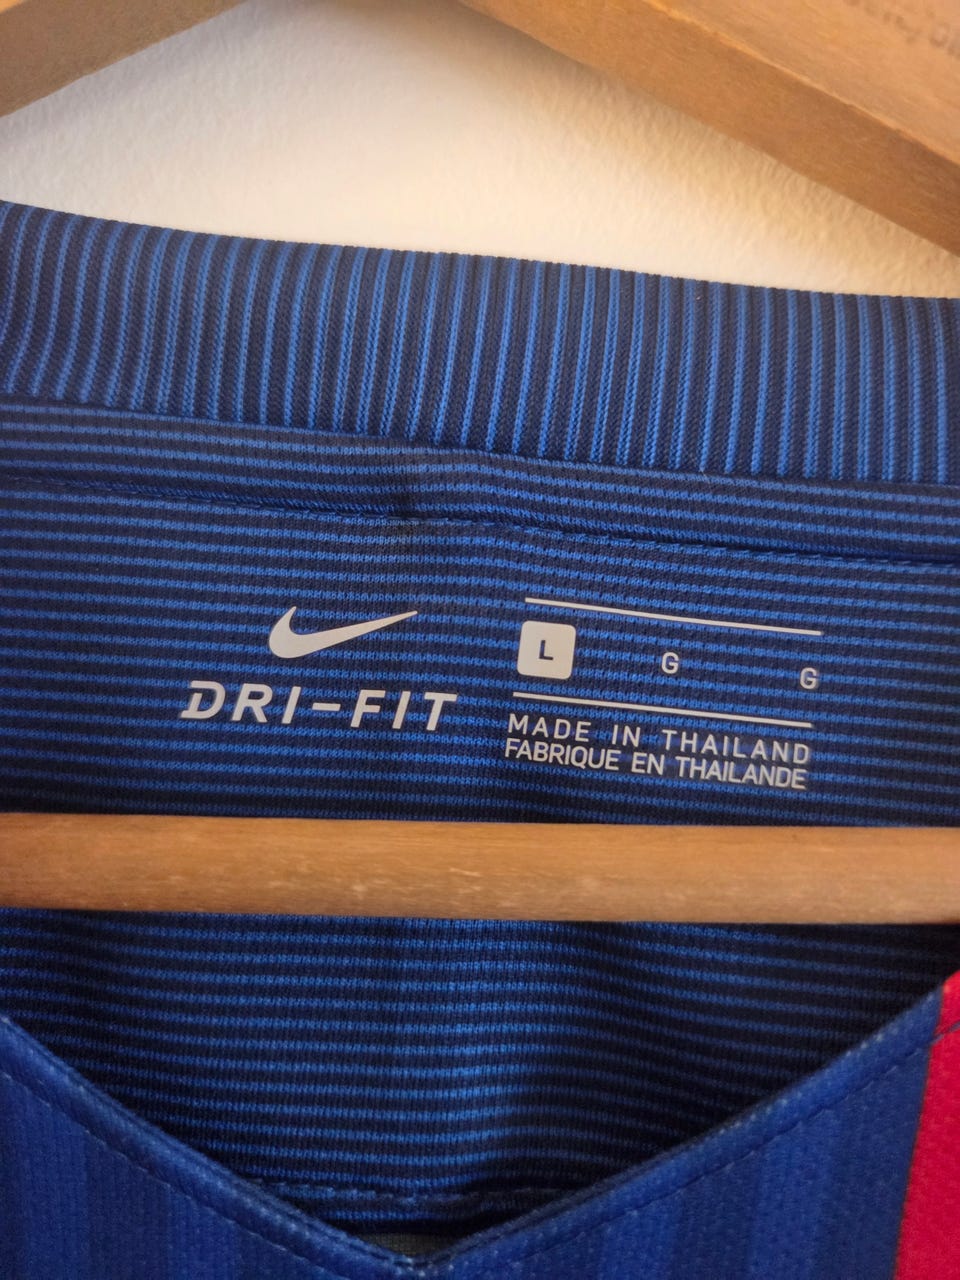 DRI-FIT
L G G
MADE IN THAILAND
FABRIQUE EN THAILANDE